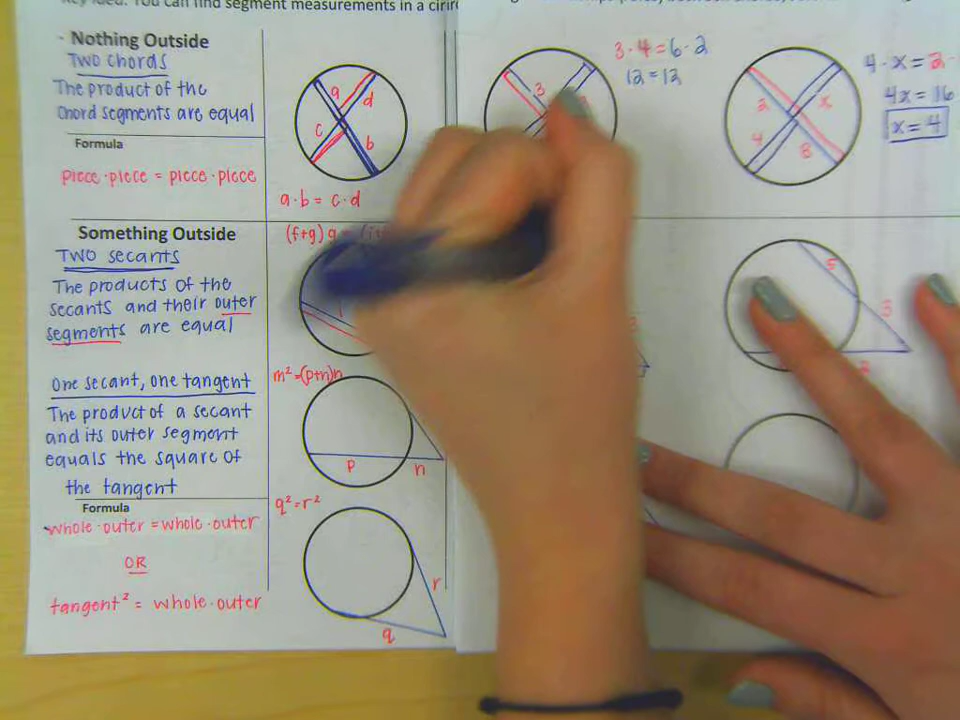 You can find segment measurements in a
Nothing Outside
Two Chords
The product of the
chord segments are equal
Formula
piece · piece = piece · piece
a
d
c
b
a · b = c · d
3 · 4 = 6 · 2
12 = 12
3
4 · x = 2 ·
4x = 16
x = 4
2
x
4
8
Something Outside
Two secants
The products of the
secants and their outer
segments are equal
(f+g) g =
One secant, one tangent
The product of a secant
and its outer segment
equals the square of
the tangent
m² = (p+n)n
p
n
Formula
whole · outer = whole · outer
OR
tangent² = whole · outer
q² = r²
r
q
5
3
2